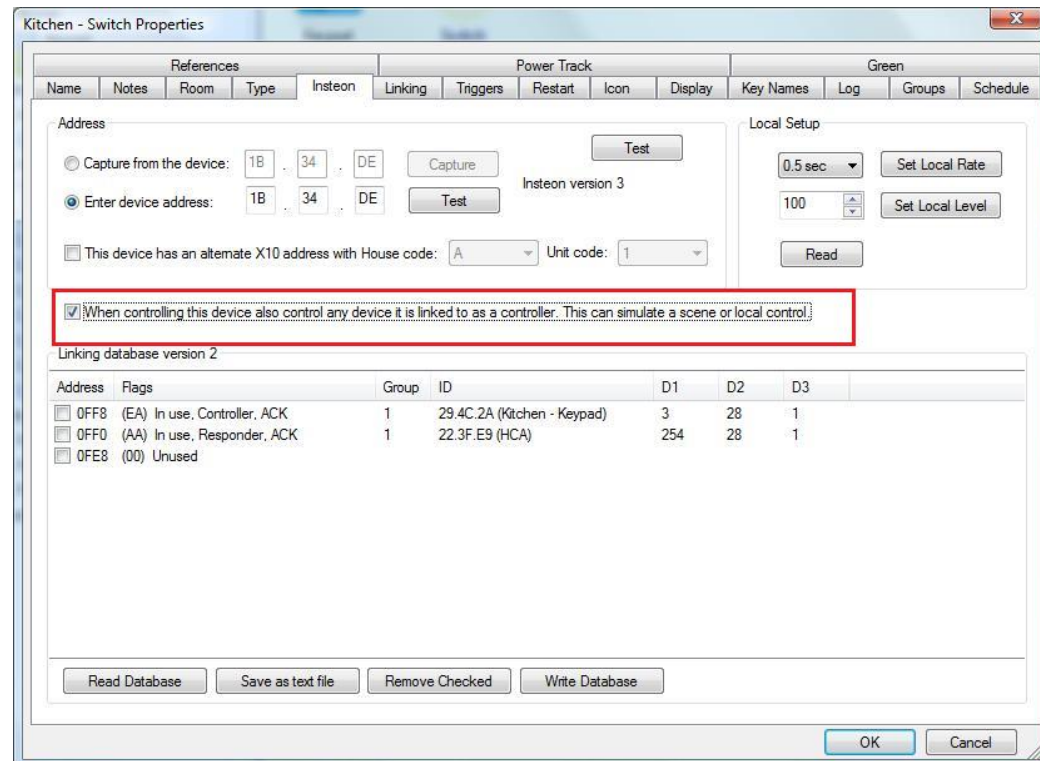 Kitchen - Switch Properties
References Power Track Green
Name Notes Room Type Insteon Linking Triggers Restart Icon Display Key Names Log Groups Schedule
Address Local Setup
Capture from the device: 1B . 34 . DE Capture Test 0.5 sec Set Local Rate
Insteon version 3
Enter device address: 1B . 34 . DE Test 100 Set Local Level
This device has an alternate X10 address with House code: A Unit code: 1 Read
When controlling this device also control any device it is linked to as a controller. This can simulate a scene or local control.
Linking database version 2
Address Flags Group ID D1 D2 D3
0FF8 (EA) In use, Controller, ACK 1 29.4C.2A (Kitchen - Keypad) 3 28 1
0FF0 (AA) In use, Responder, ACK 1 22.3F.E9 (HCA) 254 28 1
0FE8 (00) Unused
Read Database Save as text file Remove Checked Write Database
OK Cancel